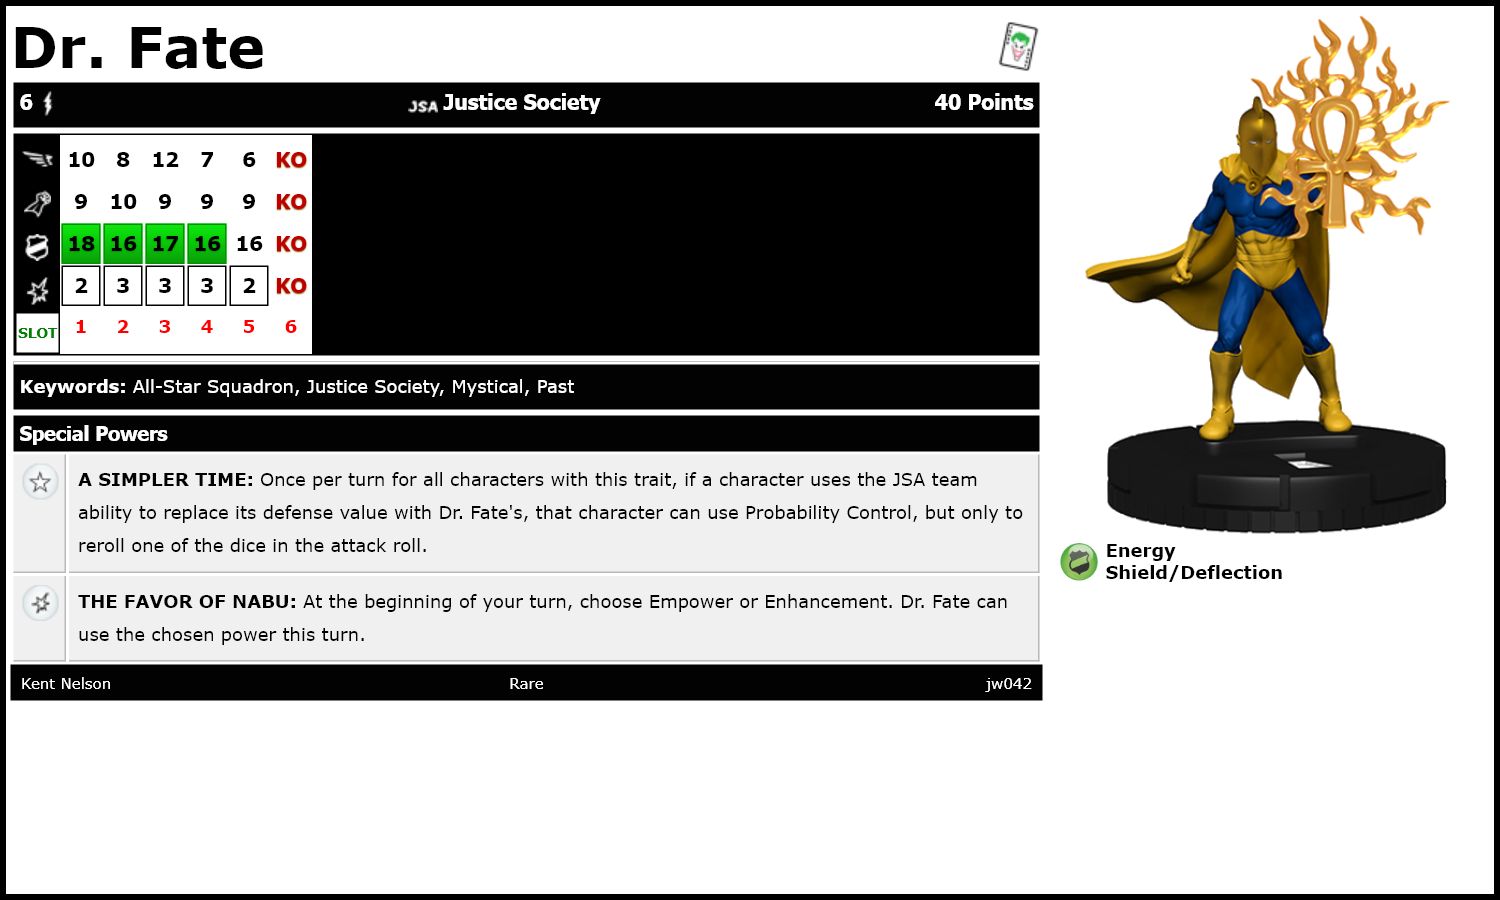 Dr. Fate
6 JSA Justice Society 40 Points
10 8 12 7 6 KO
9 10 9 9 9 KO
18 16 17 16 16 KO
2 3 3 3 2 KO
SLOT 1 2 3 4 5 6
Keywords: All-Star Squadron, Justice Society, Mystical, Past
Special Powers
A SIMPLER TIME: Once per turn for all characters with this trait, if a character uses the JSA team
ability to replace its defense value with Dr. Fate's, that character can use Probability Control, but only to
reroll one of the dice in the attack roll.
THE FAVOR OF NABU: At the beginning of your turn, choose Empower or Enhancement. Dr. Fate can
use the chosen power this turn.
Kent Nelson Rare jw042
Energy
Shield/Deflection